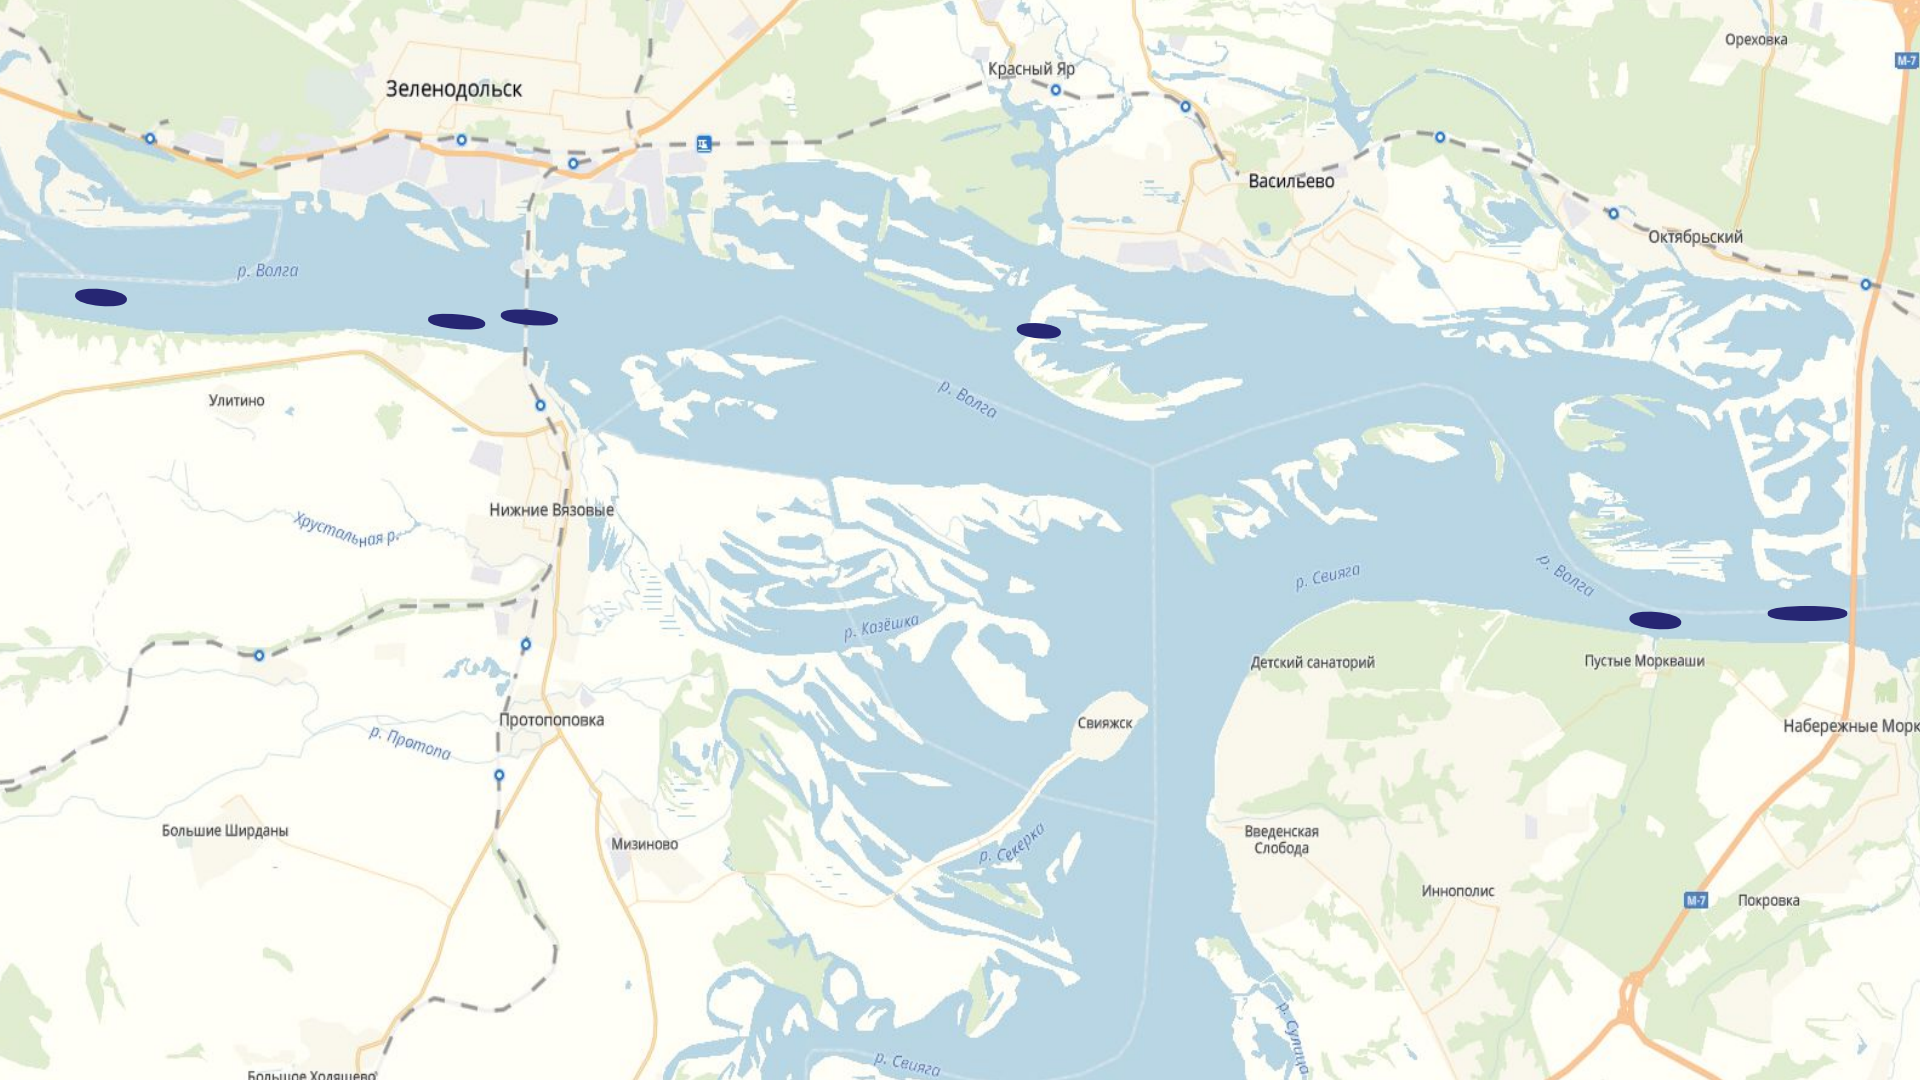 Ореховка
М-7
Красный Яр
Зеленодольск
Васильево
Октябрьский
р. Волга
Улитино
р. Волга
Нижние Вязовые
Хрустальная р.
р. Волга
р. Свияга
р. Казёшка
Детский санаторий
Пустые Моркваши
Протопоповка
Свияжск
Набережные Морк
р. Протопа
Большие Ширданы
Мизиново
р. Секерка
Введенская
Слобода
Иннополис
М-7
Покровка
р. Сулица
р. Свияга
Большое Ходяшево